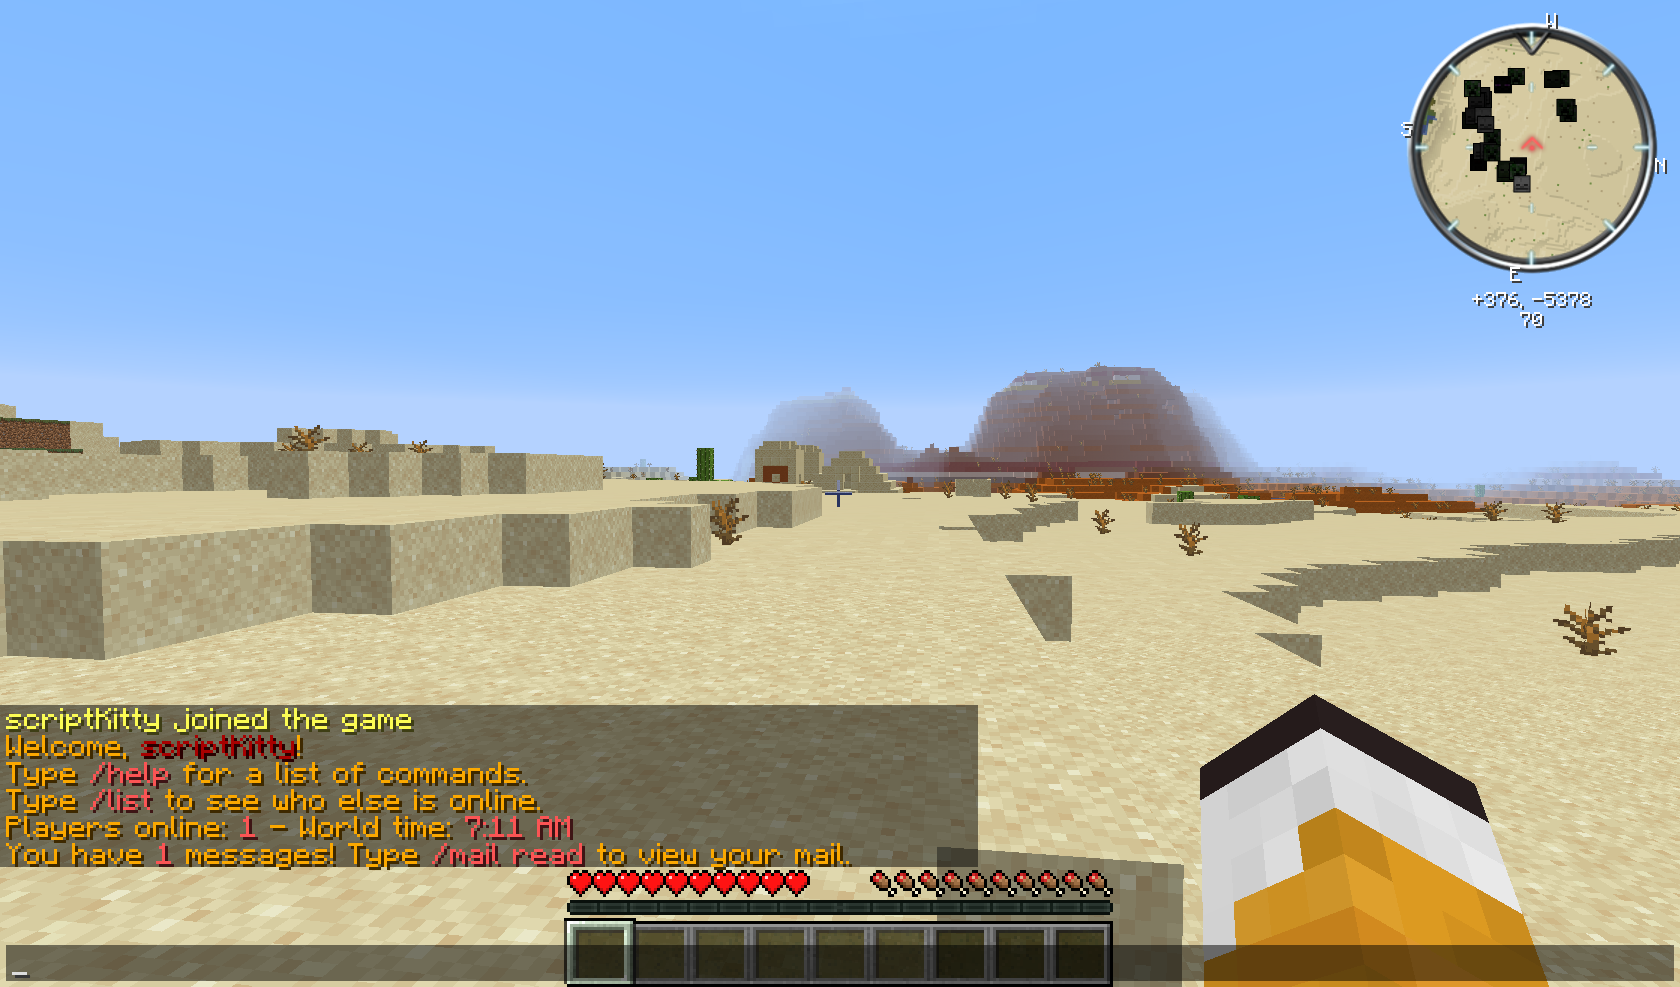 W
S
N
E
+376, -5378
70
scriptKitty joined the game
Welcome, scriptKitty!
Type /help for a list of commands.
Type /list to see who else is online.
Players online: 1 - World time: 7:11 AM
You have 1 messages! Type /mail read to view your mail.
_